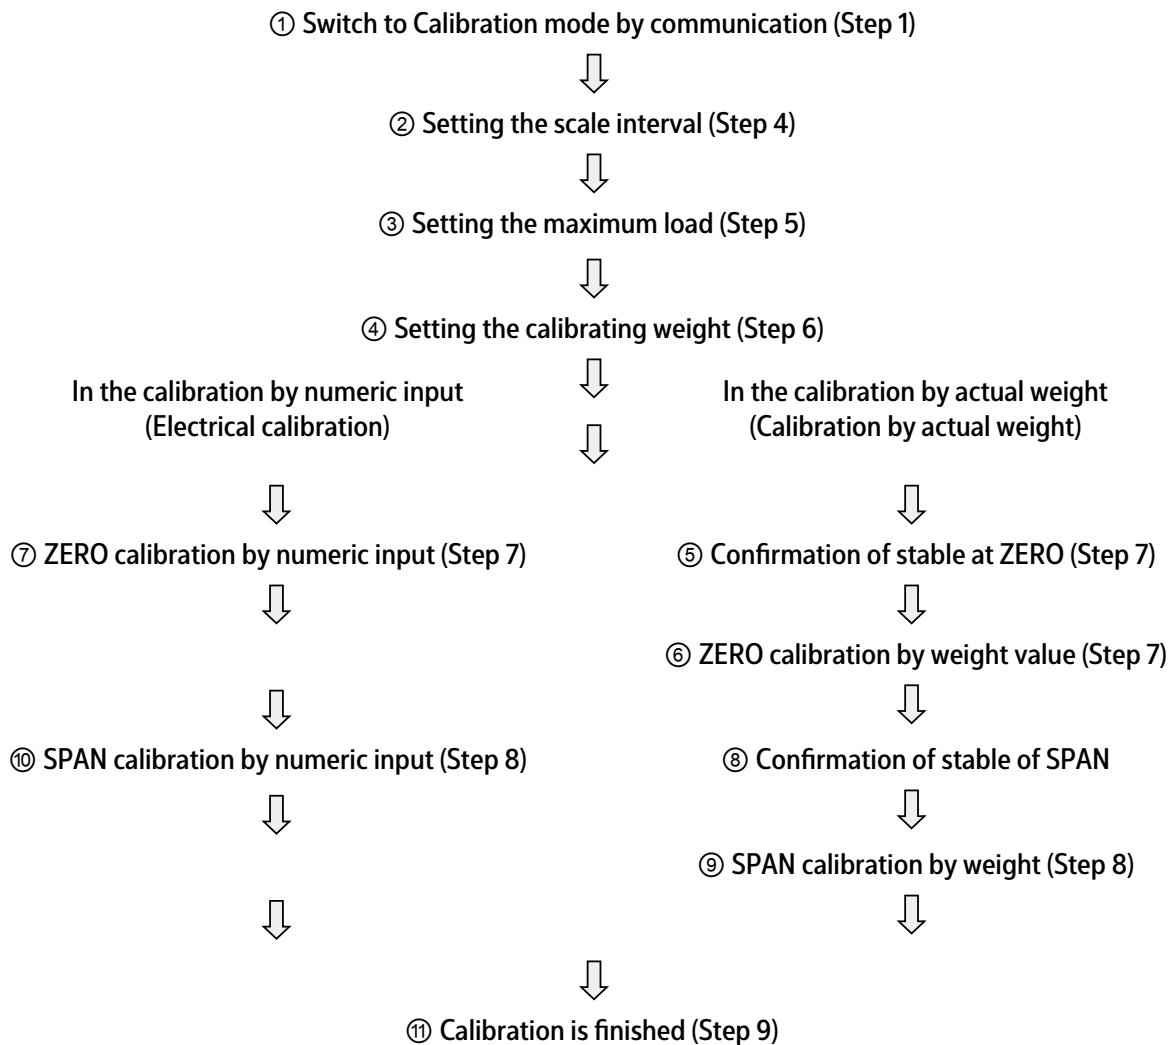 ① Switch to Calibration mode by communication (Step 1)
② Setting the scale interval (Step 4)
③ Setting the maximum load (Step 5)
④ Setting the calibrating weight (Step 6)
In the calibration by numeric input
(Electrical calibration)
In the calibration by actual weight
(Calibration by actual weight)
⑦ ZERO calibration by numeric input (Step 7)
⑤ Confirmation of stable at ZERO (Step 7)
⑥ ZERO calibration by weight value (Step 7)
⑩ SPAN calibration by numeric input (Step 8)
⑧ Confirmation of stable of SPAN
⑨ SPAN calibration by weight (Step 8)
⑪ Calibration is finished (Step 9)